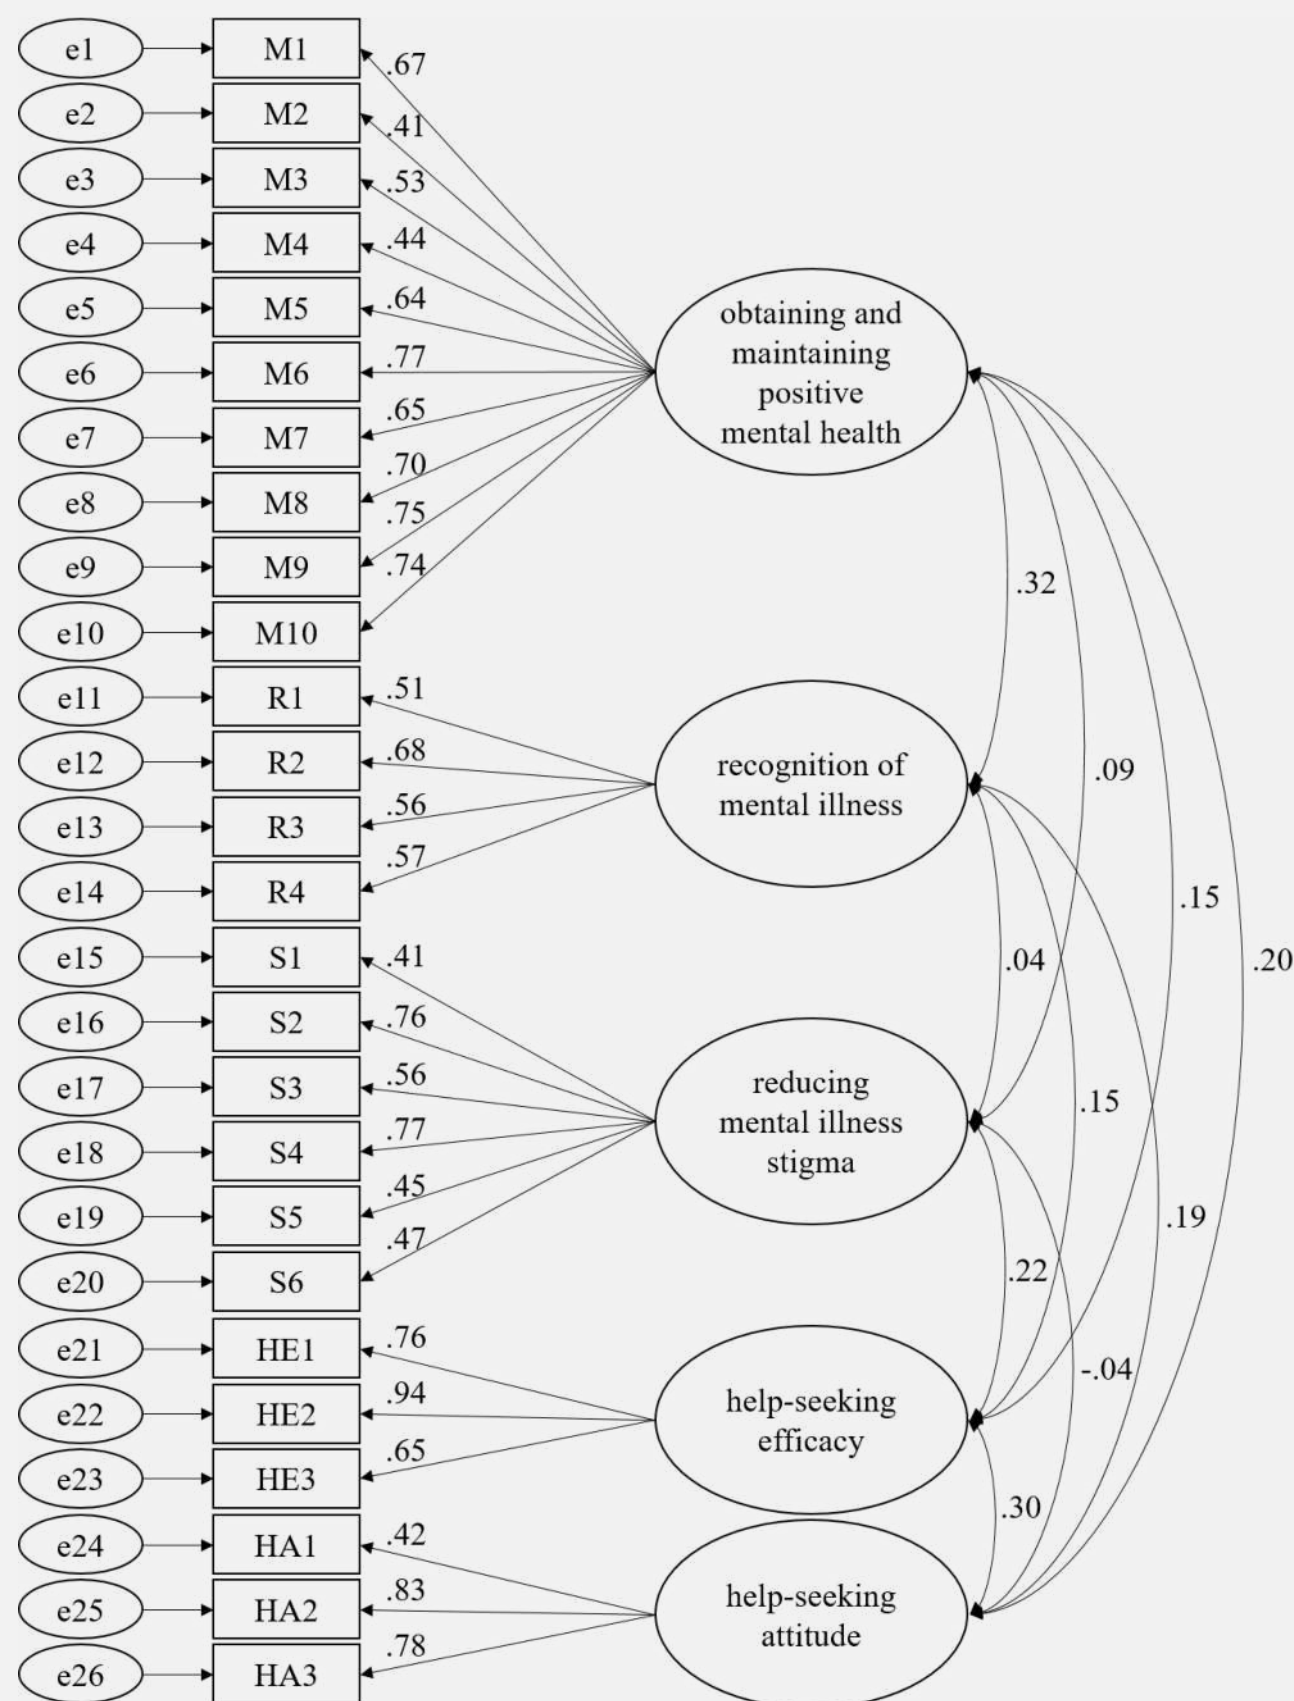 e1 M1 .67
e2 M2 .41
e3 M3 .53
e4 M4 .44
e5 M5 .64
e6 M6 .77
e7 M7 .65
e8 M8 .70
e9 M9 .75
e10 M10 .74
obtaining and
maintaining
positive
mental health
e11 R1 .51
e12 R2 .68
e13 R3 .56
e14 R4 .57
recognition of
mental illness
e15 S1 .41
e16 S2 .76
e17 S3 .56
e18 S4 .77
e19 S5 .45
e20 S6 .47
reducing
mental illness
stigma
e21 HE1 .76
e22 HE2 .94
e23 HE3 .65
help-seeking
efficacy
e24 HA1 .42
e25 HA2 .83
e26 HA3 .78
help-seeking
attitude
.32
.09
.15
.20
.04
.15
.19
.22
-.04
.30